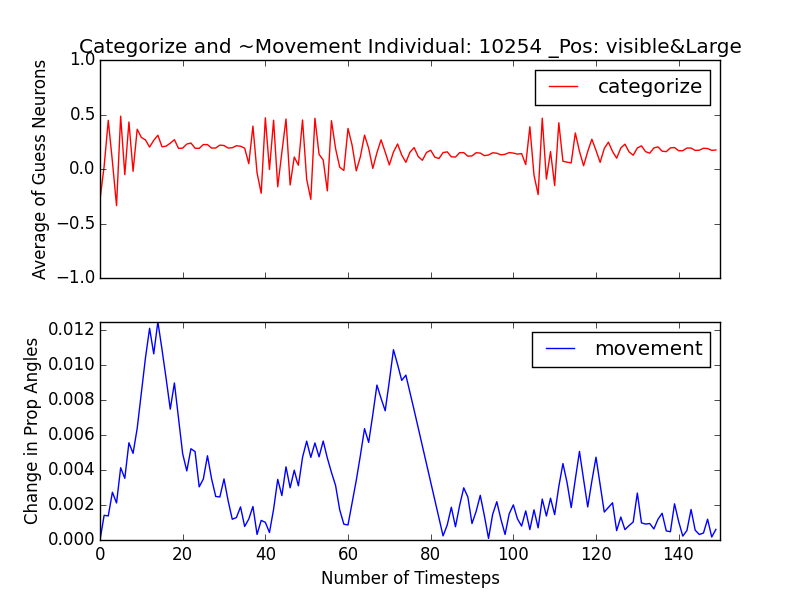 Categorize and ~Movement Individual: 10254 _Pos: visible&Large
1.0
0.5
0.0
−0.5
−1.0
Average of Guess Neurons
categorize
0.012
0.010
0.008
0.006
0.004
0.002
0.000
Change in Prop Angles
movement
0 20 40 60 80 100 120 140
Number of Timesteps